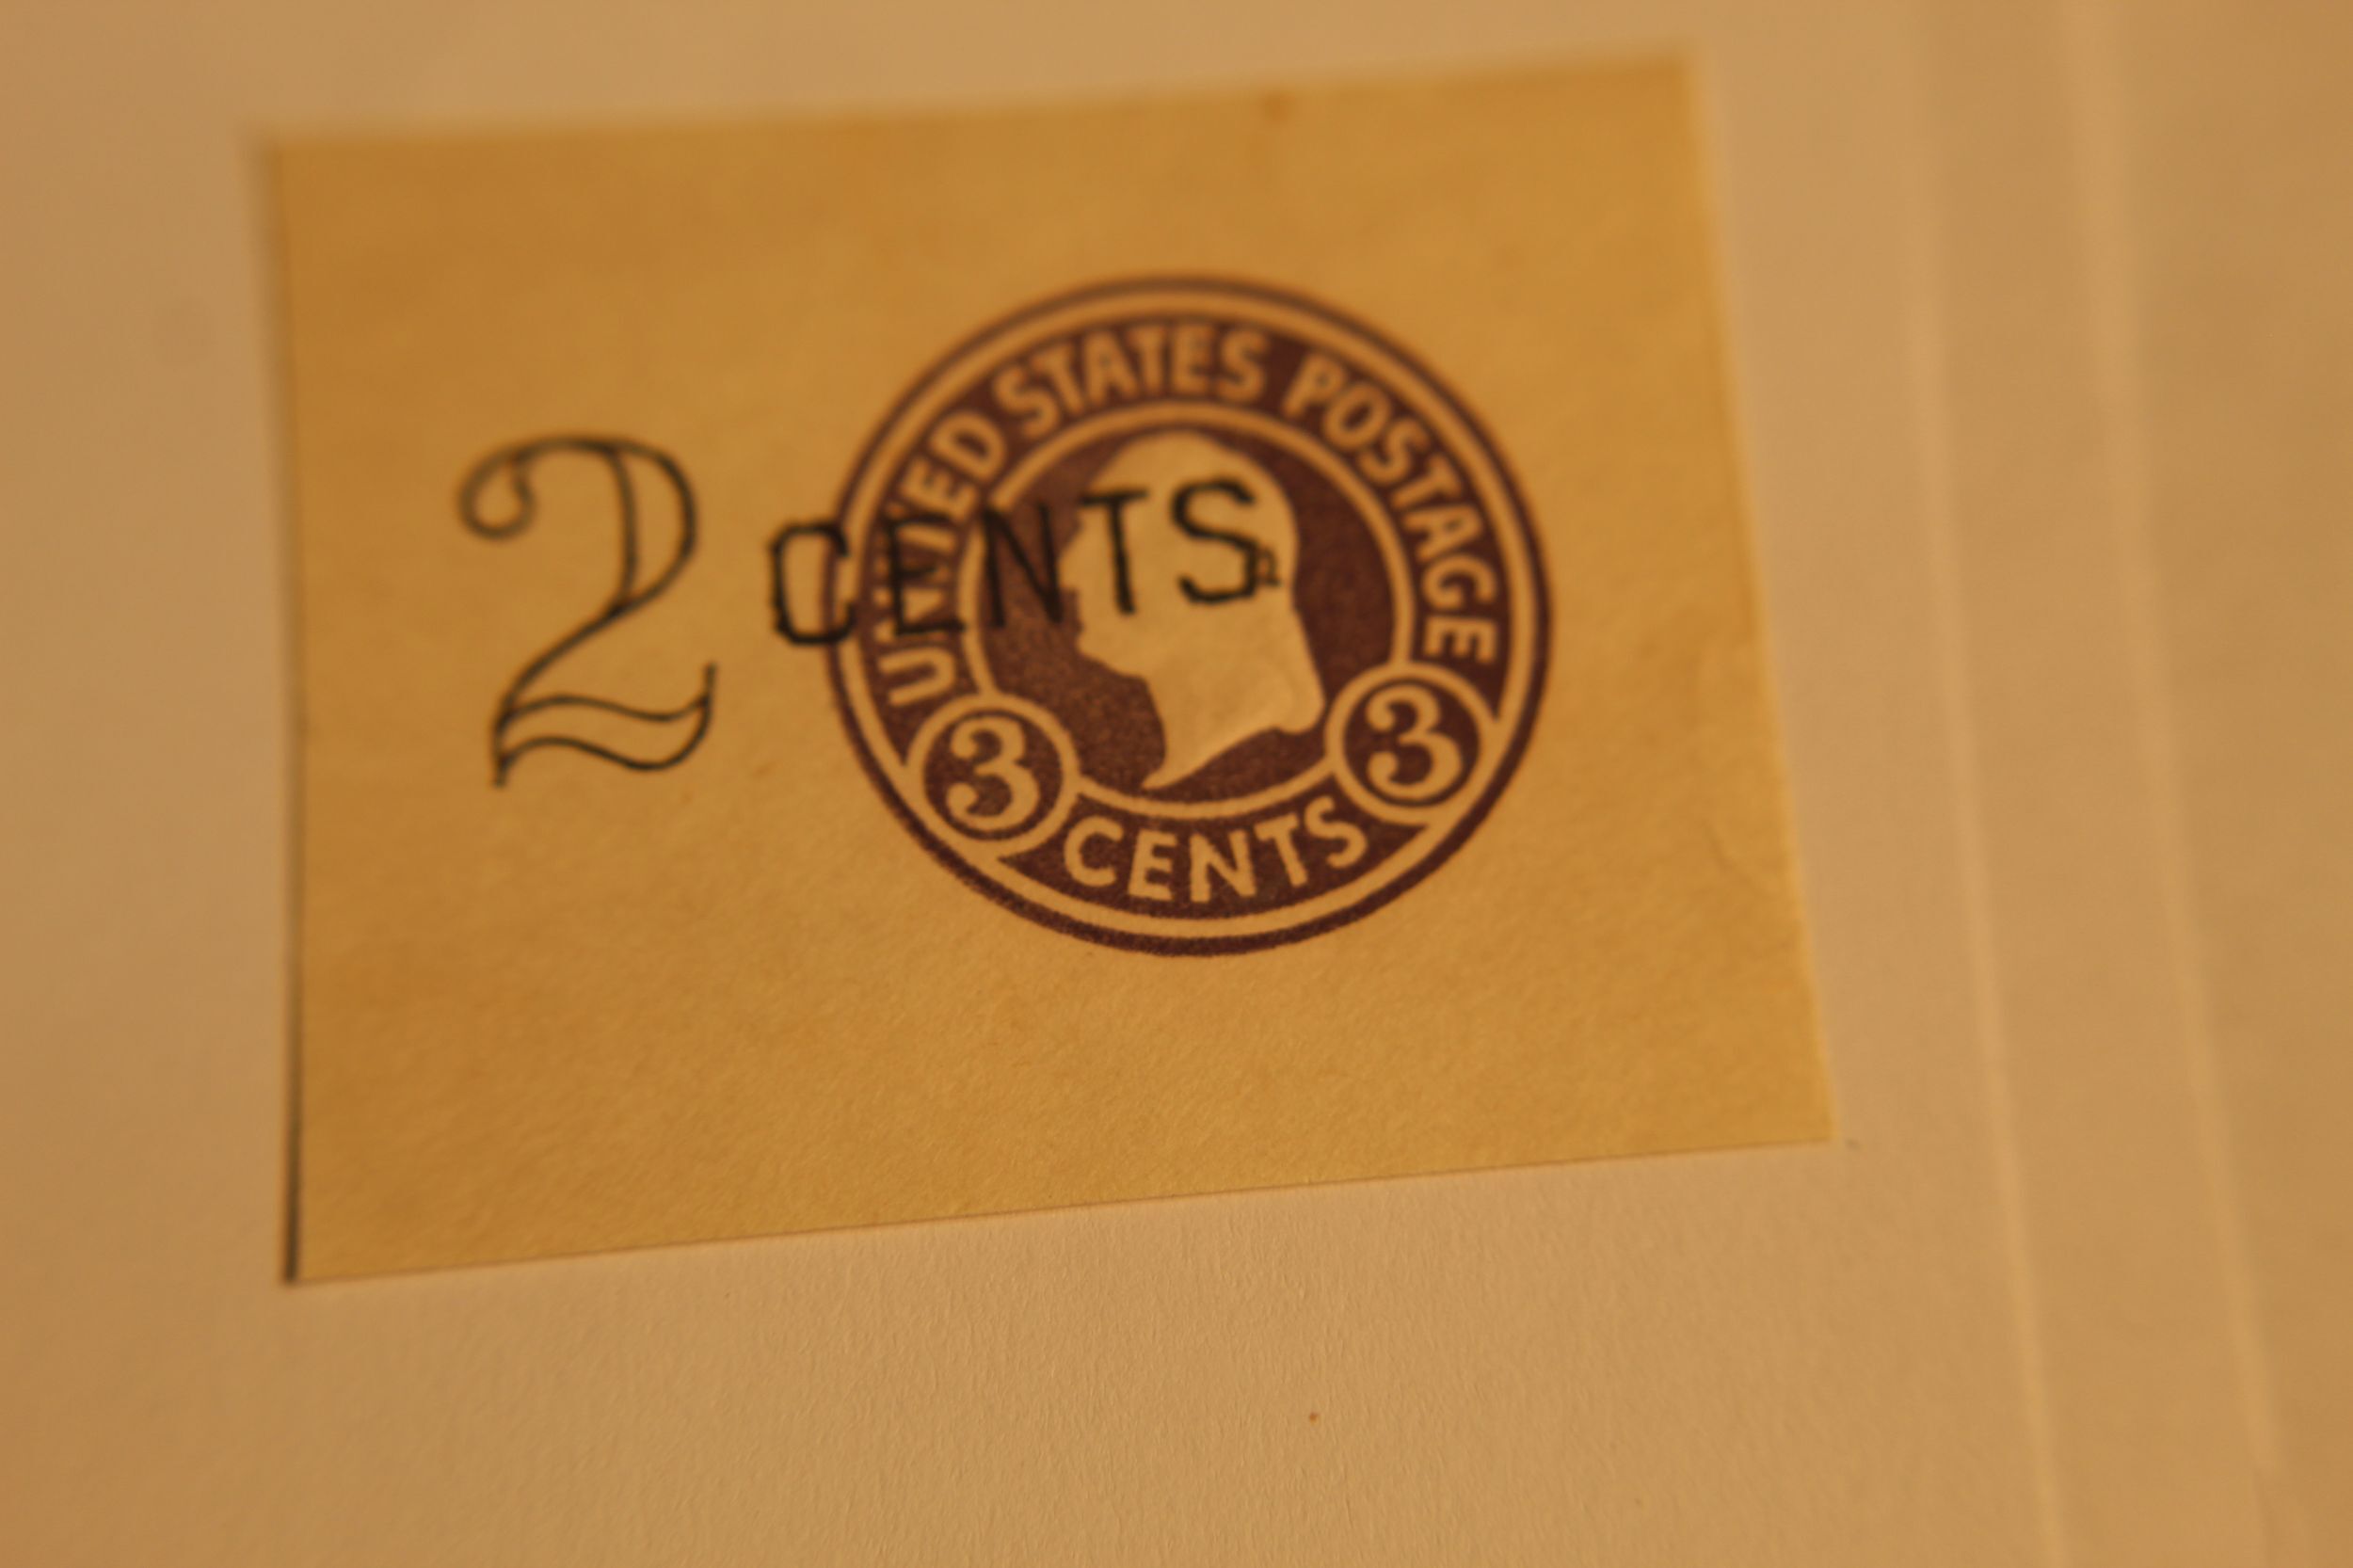 2 CENTS
UNITED STATES POSTAGE
3 CENTS 3